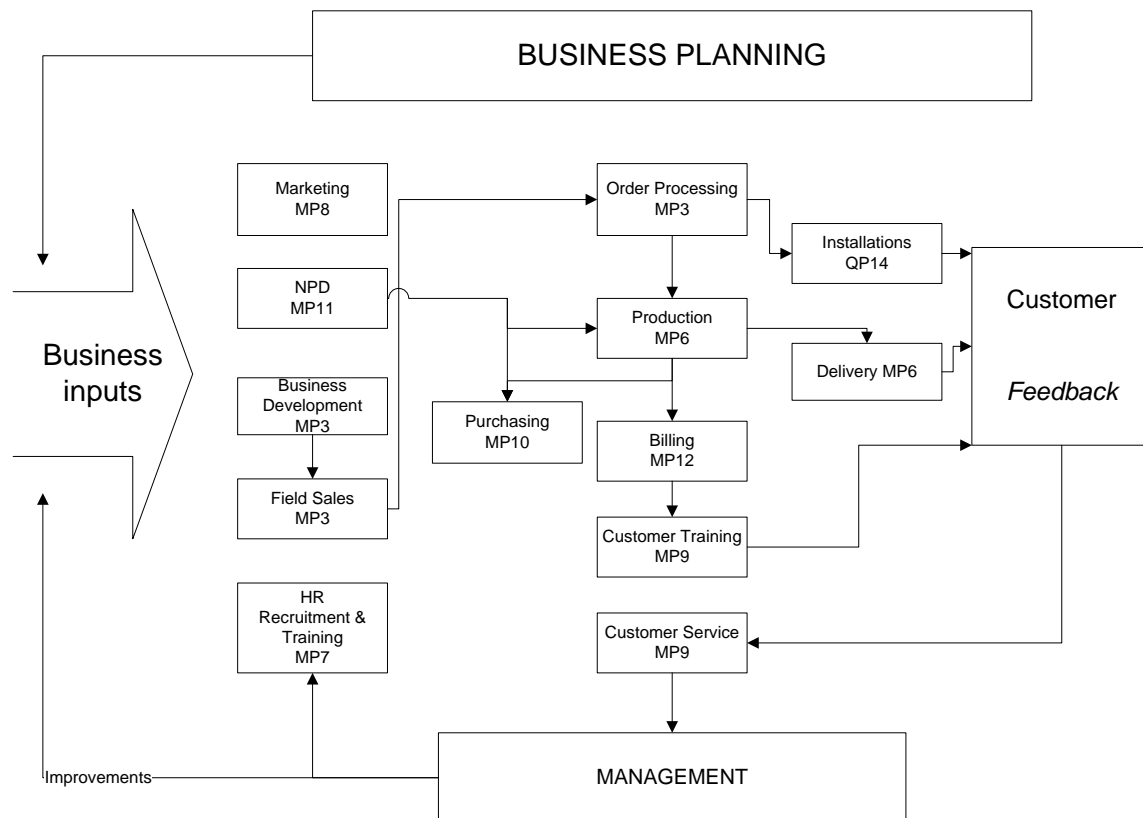 BUSINESS PLANNING
Marketing
MP8
Order Processing
MP3
Installations
QP14
NPD
MP11
Production
MP6
Customer
Feedback
Business
inputs
Delivery MP6
Business
Development
MP3
Purchasing
MP10
Billing
MP12
Field Sales
MP3
Customer Training
MP9
HR
Recruitment &
Training
MP7
Customer Service
MP9
Improvements
MANAGEMENT